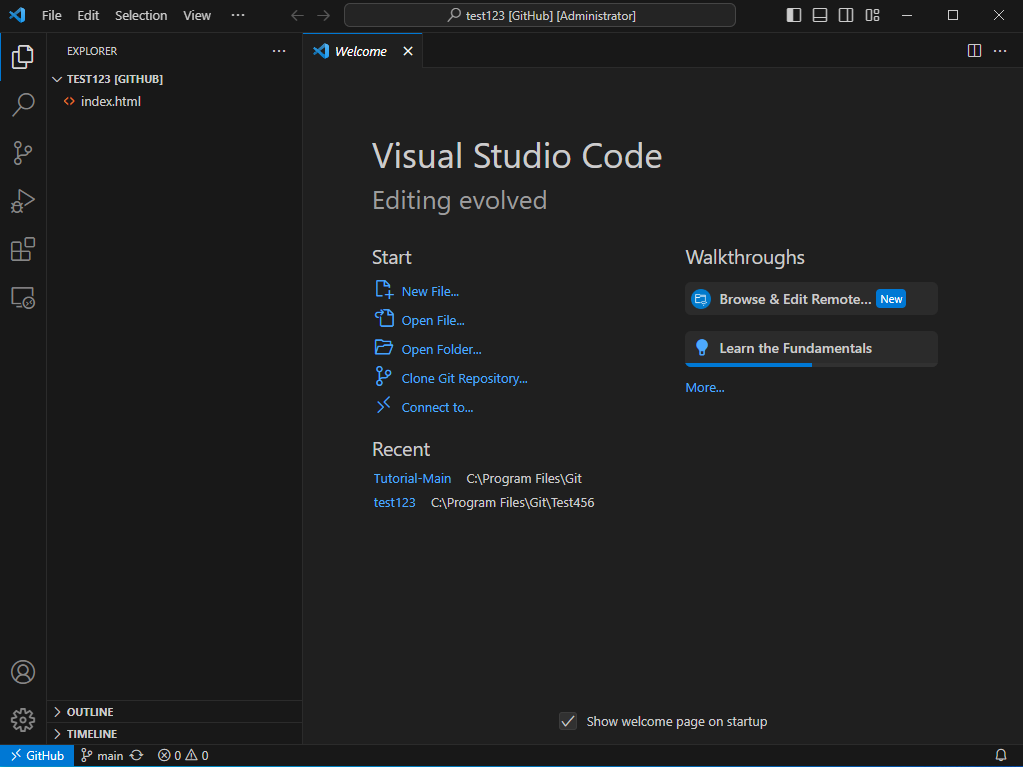 File Edit Selection View ··· test123 [GitHub] [Administrator]
EXPLORER
Welcome
TEST123 [GITHUB]
index.html
Visual Studio Code
Editing evolved
Start
New File...
Open File...
Open Folder...
Clone Git Repository...
Connect to...
Walkthroughs
Browse & Edit Remote... New
Learn the Fundamentals
More...
Recent
Tutorial-Main C:\Program Files\Git
test123 C:\Program Files\Git\Test456
Show welcome page on startup
OUTLINE
TIMELINE
GitHub main 0 0